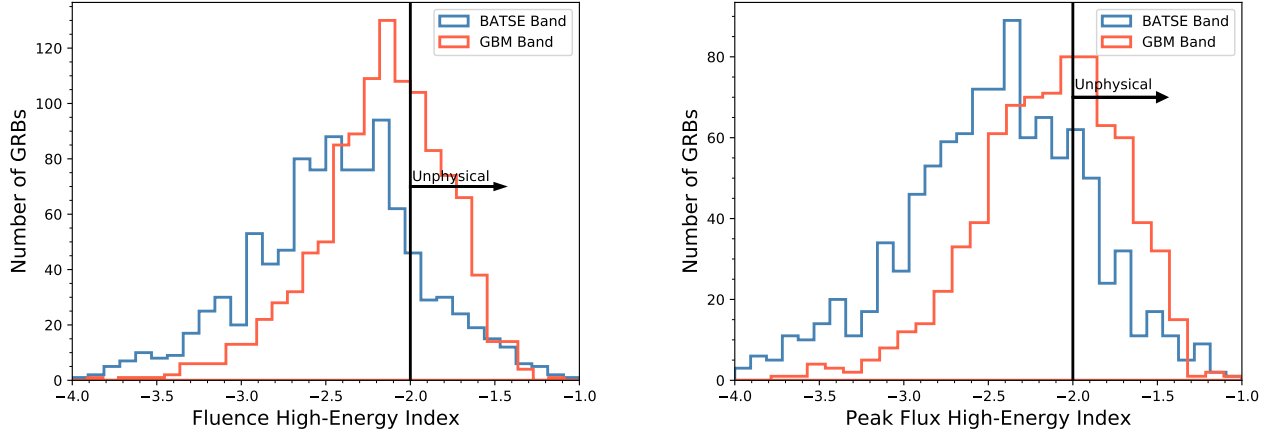 BATSE Band
GBM Band
Unphysical
Number of GRBs
0
20
40
60
80
100
120
−4.0
−3.5
−3.0
−2.5
−2.0
−1.5
−1.0
Fluence High-Energy Index
BATSE Band
GBM Band
Unphysical
Number of GRBs
0
20
40
60
80
−4.0
−3.5
−3.0
−2.5
−2.0
−1.5
−1.0
Peak Flux High-Energy Index